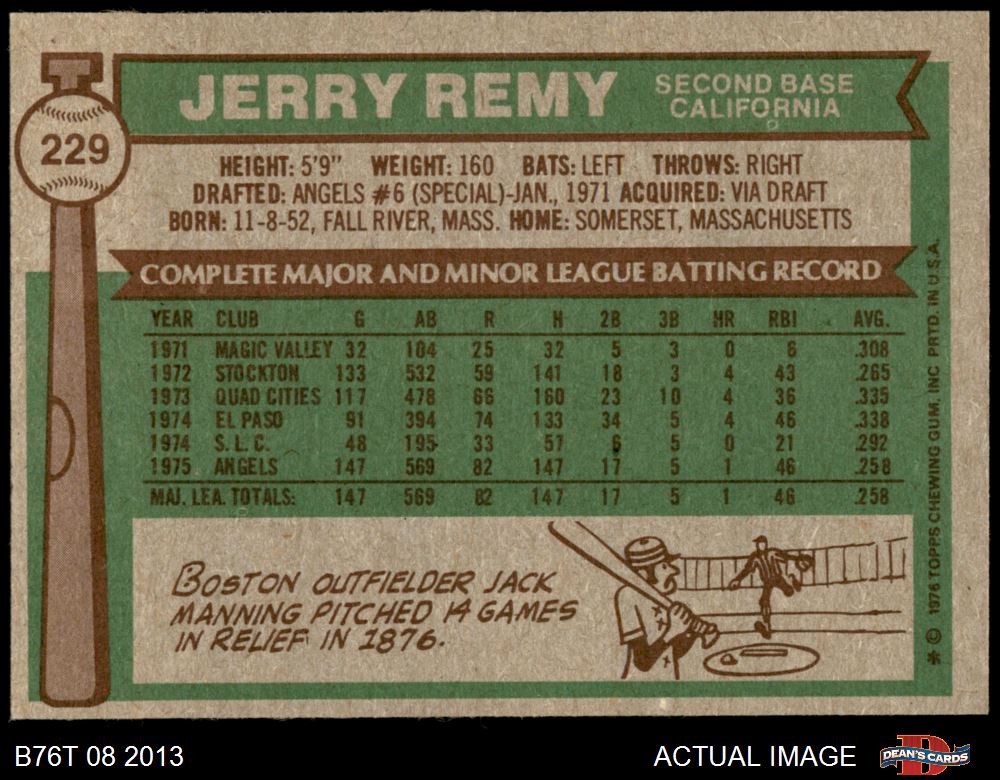 229
JERRY REMY
SECOND BASE
CALIFORNIA
HEIGHT: 5'9" WEIGHT: 160 BATS: LEFT THROWS: RIGHT
DRAFTED: ANGELS #6 (SPECIAL)-JAN., 1971 ACQUIRED: VIA DRAFT
BORN: 11-8-52, FALL RIVER, MASS. HOME: SOMERSET, MASSACHUSETTS
COMPLETE MAJOR AND MINOR LEAGUE BATTING RECORD
YEAR CLUB G AB R H 2B 3B HR RBI AVG.
1971 MAGIC VALLEY 32 104 25 32 5 3 0 6 .308
1972 STOCKTON 133 532 59 141 18 3 4 43 .265
1973 QUAD CITIES 117 478 66 160 23 10 4 36 .335
1974 EL PASO 91 394 74 133 34 5 4 46 .338
1974 S.L.C. 48 195 33 57 6 5 0 21 .292
1975 ANGELS 147 569 82 147 17 5 1 46 .258
MAJ. LEA. TOTALS: 147 569 82 147 17 5 1 46 .258
BOSTON OUTFIELDER JACK
MANNING PITCHED 14 GAMES
IN RELIEF IN 1876.
* © 1976 TOPPS CHEWING GUM, INC PRTD. IN U.S.A.
B76T 08 2013
ACTUAL IMAGE
DEAN'S CARDS